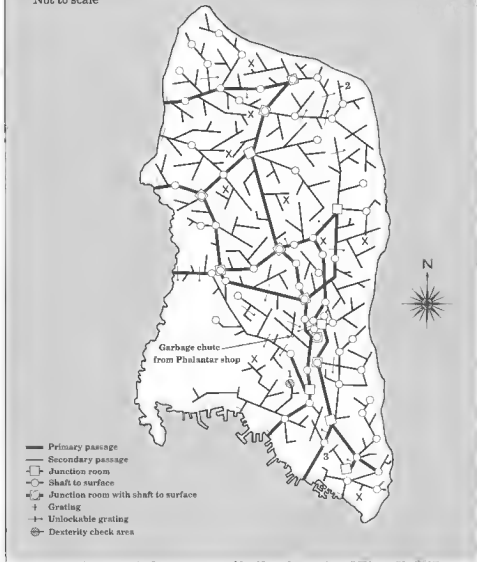 Not to scale
2
N
Garbage chute
from Phalantar shop
1
3
Primary passage
Secondary passage
Junction room
Shaft to surface
Junction room with shaft to surface
Grating
Unlockable grating
Dexterity check area